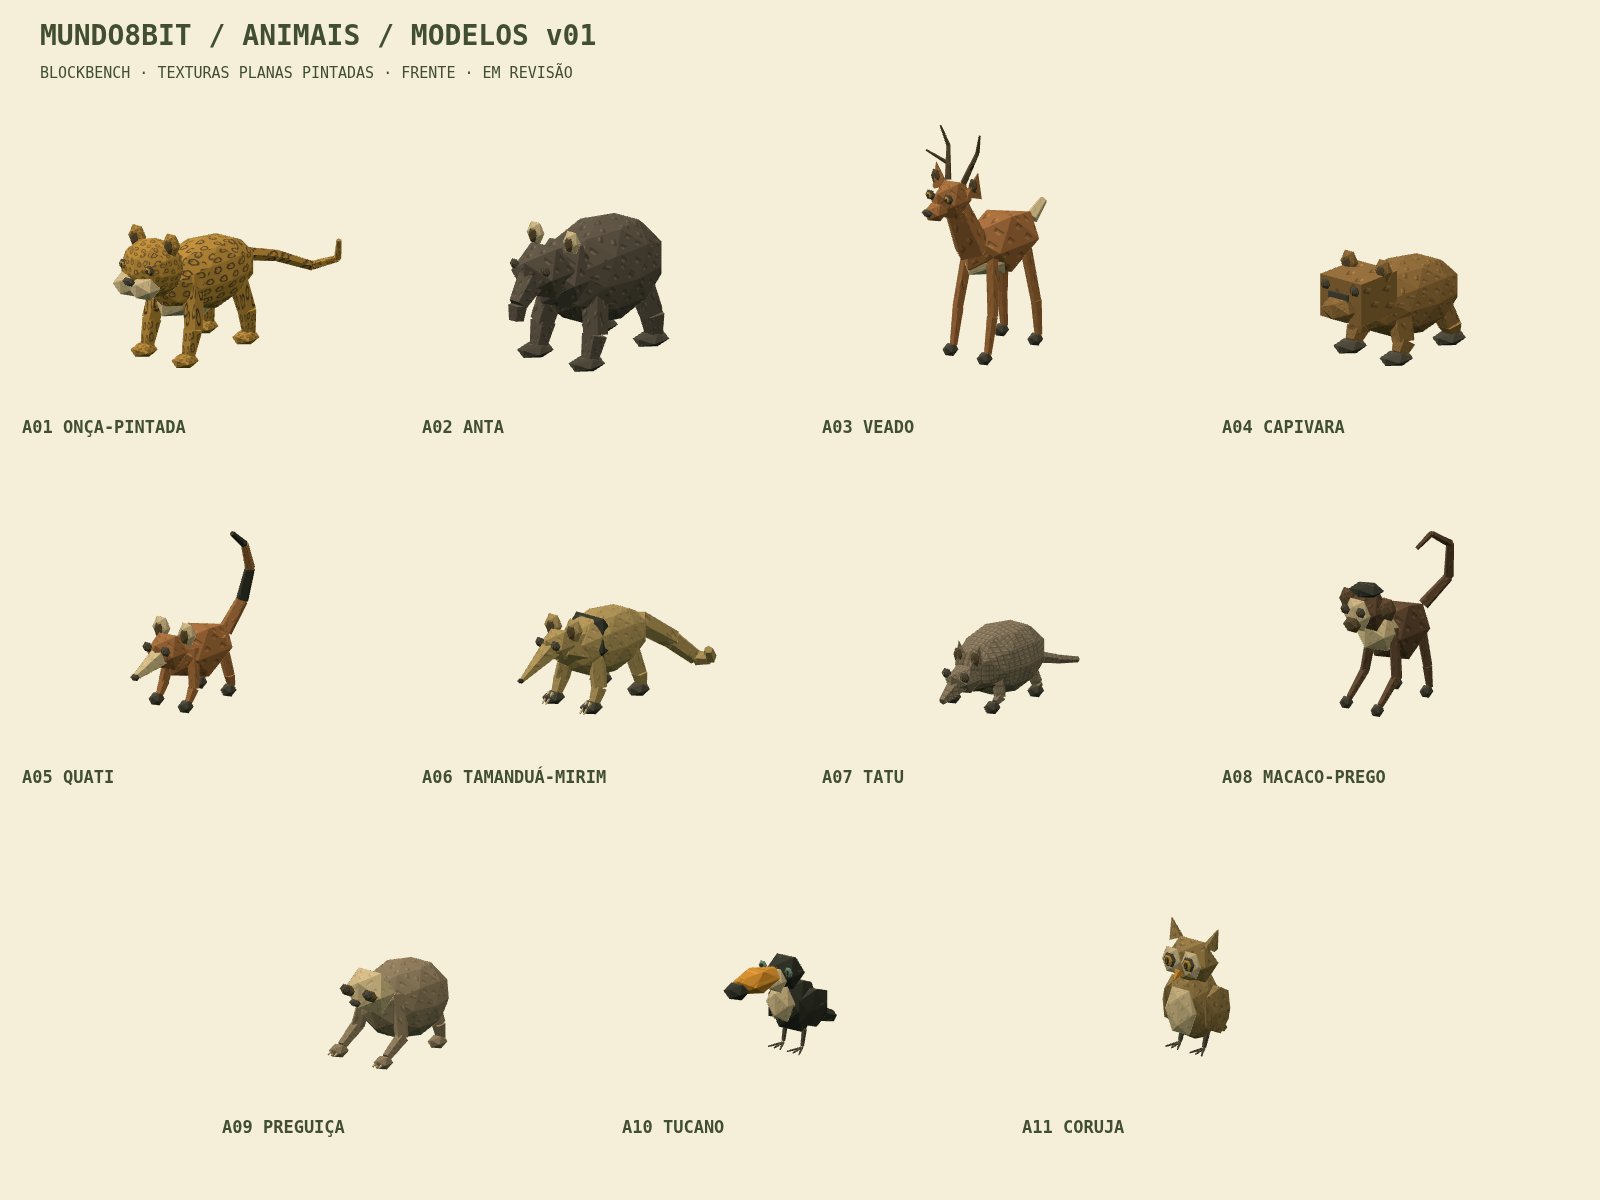 MUNDO8BIT / ANIMAIS / MODELOS v01
BLOCKBENCH · TEXTURAS PLANAS PINTADAS · FRENTE · EM REVISÃO
A01 ONÇA-PINTADA
A02 ANTA
A03 VEADO
A04 CAPIVARA
A05 QUATI
A06 TAMANDUÁ-MIRIM
A07 TATU
A08 MACACO-PREGO
A09 PREGUIÇA
A10 TUCANO
A11 CORUJA